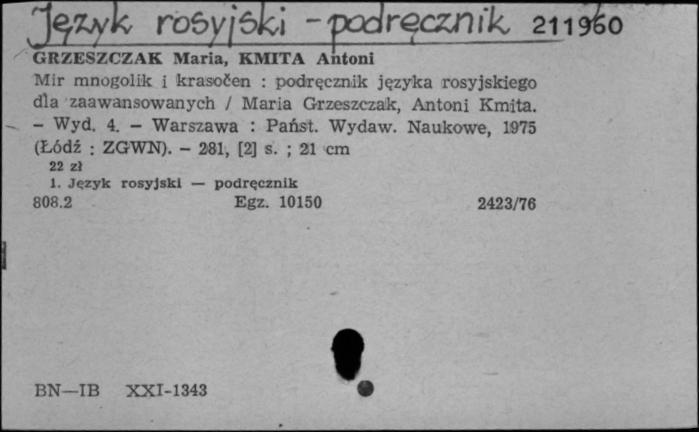 Język rosyjski - podręcznik 211960
GRZESZCZAK Maria, KMITA Antoni
Mir mnogolik i krasočen : podręcznik języka rosyjskiego
dla zaawansowanych / Maria Grzeszczak, Antoni Kmita.
- Wyd. 4. - Warszawa : Państ. Wydaw. Naukowe, 1975
(Łódź : ZGWN). - 281, [2] s. ; 21 cm
22 zł
1. Język rosyjski — podręcznik
808.2 Egz. 10150 2423/76
BN—IB XXI-1343